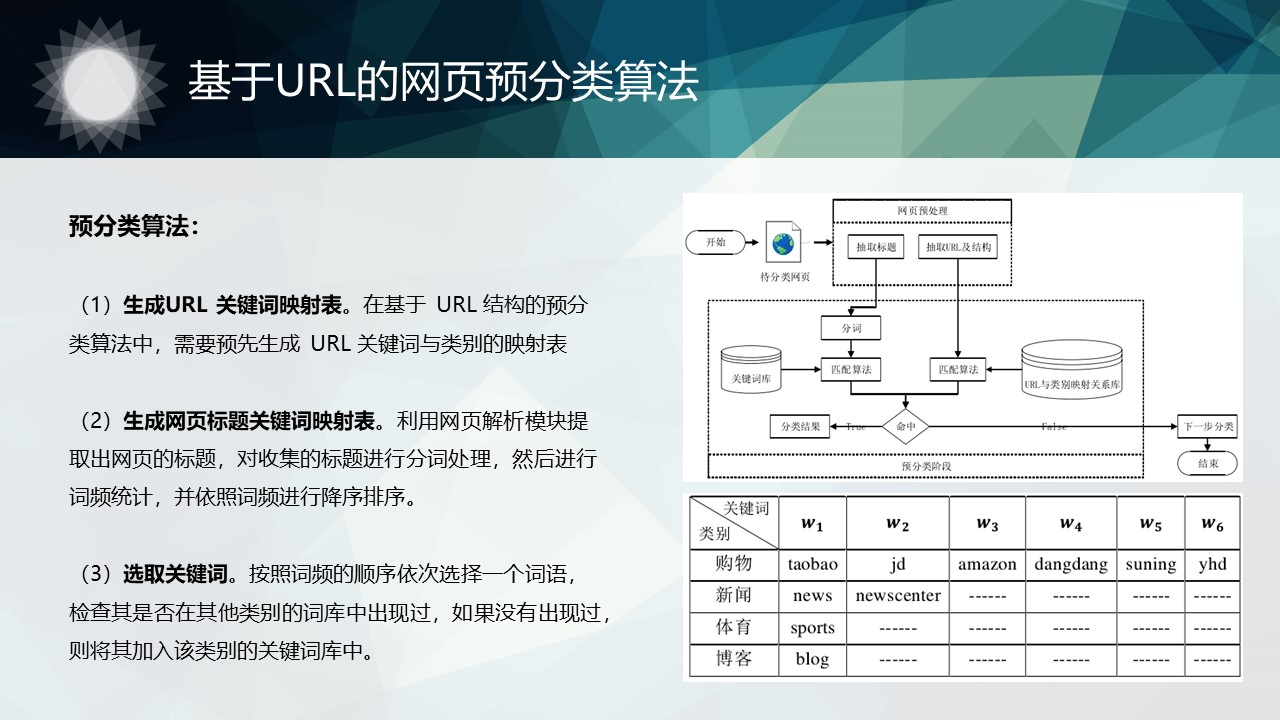 基于URL的网页预分类算法
预分类算法：
（1）生成URL 关键词映射表。在基于 URL 结构的预分
类算法中，需要预先生成 URL 关键词与类别的映射表
（2）生成网页标题关键词映射表。利用网页解析模块提
取出网页的标题，对收集的标题进行分词处理，然后进行
词频统计，并依照词频进行降序排序。
（3）选取关键词。按照词频的顺序依次选择一个词语，
检查其是否在其他类别的词库中出现过，如果没有出现过，
则将其加入该类别的关键词库中。
网页预处理
开始
抽取标题
抽取URL及结构
待分类网页
分词
关键词库
匹配算法
匹配算法
URL与类别映射关系库
分类结果
True
命中
False
下一步分类
预分类阶段
结束
关键词
类别
w1 w2 w3 w4 w5 w6
购物 taobao jd amazon dangdang suning yhd
新闻 news newscenter ------ ------ ------ ------
体育 sports ------ ------ ------ ------ ------
博客 blog ------ ------ ------ ------ ------